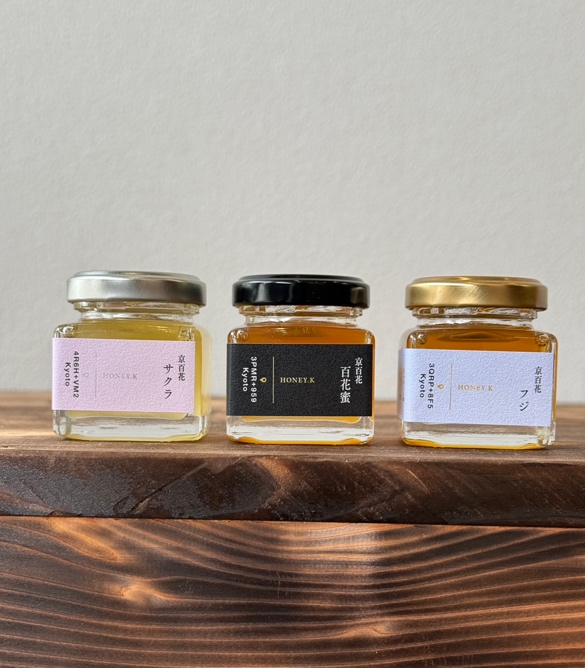 京百花
サクラ
HONEY.K
4R6H+VM2
Kyoto
京百花
百花蜜
HONEY.K
3PMR+959
Kyoto
京百花
フジ
HONEY.K
3QRP+8F5
Kyoto